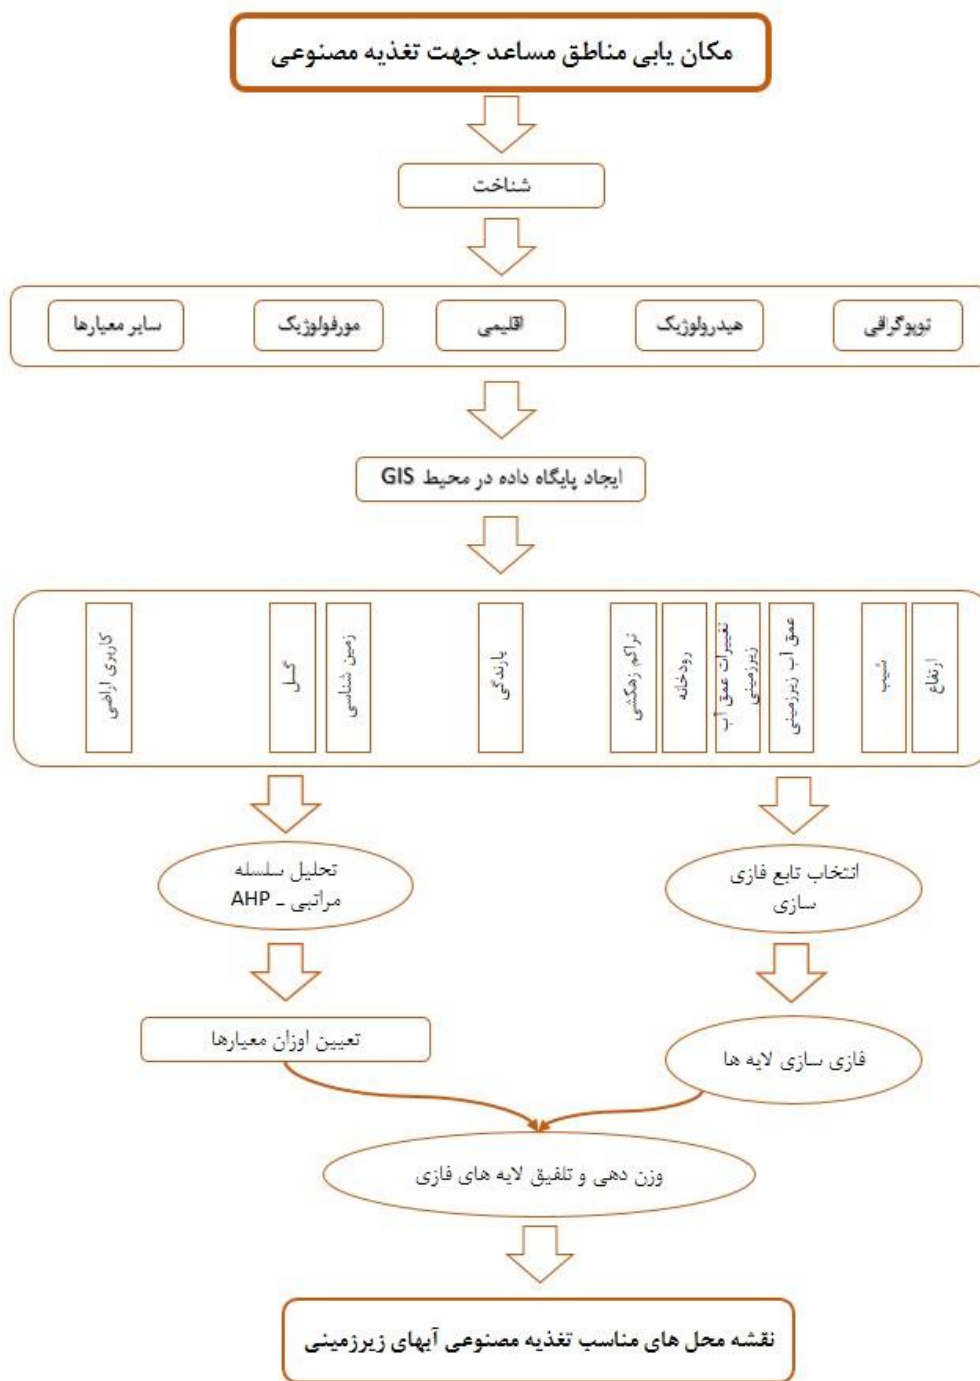 مکان یابی مناطق مساعد جهت تغذیه مصنوعی
شناخت
توپوگرافی
هیدرولوژیک
اقلیمی
مورفولوژیک
سایر معیارها
ایجاد پایگاه داده در محیط GIS
ارتفاع
شیب
عمق آب زیرزمینی
تغییرات عمق آب
زیرزمینی
رودخانه
تراکم زهکشی
بارندگی
زمین شناسی
گسل
کاربری اراضی
انتخاب تابع فازی
سازی
تحلیل سلسله
مراتبی ـ AHP
فازی سازی لایه ها
تعیین اوزان معیارها
وزن دهی و تلفیق لایه های فازی
نقشه محل های مناسب تغذیه مصنوعی آبهای زیرزمینی